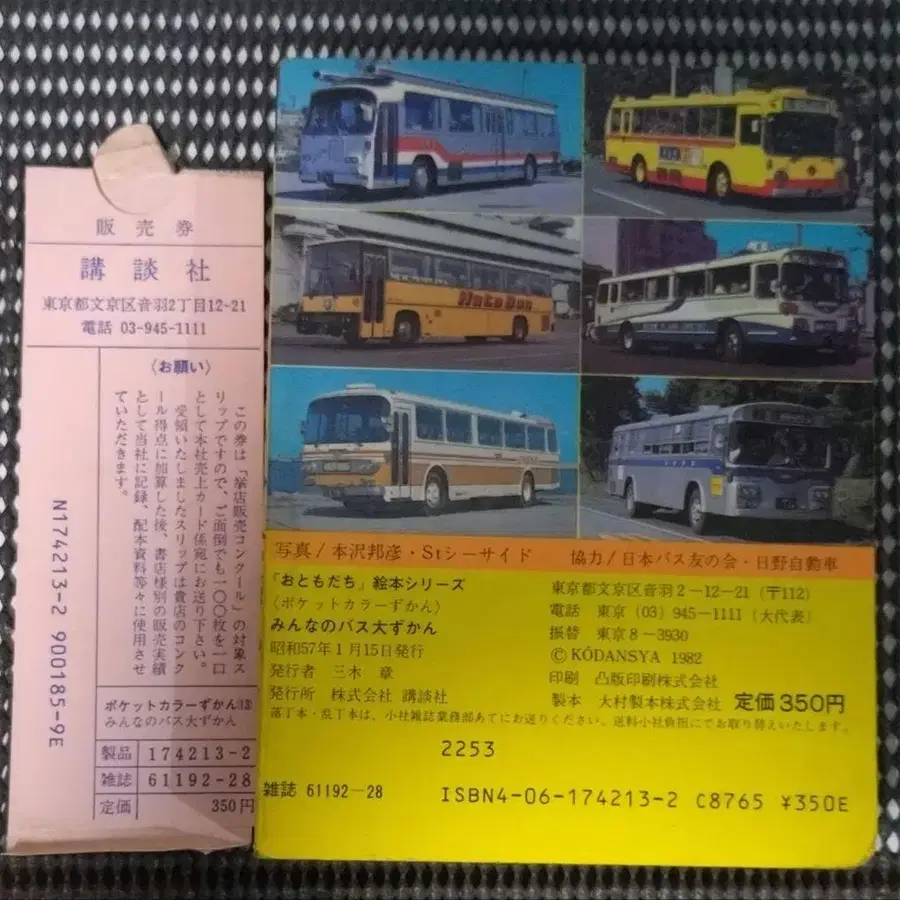 販売券
講談社
東京都文京区音羽2丁目12-21
電話 03-945-1111
〈お願い〉
この券は「挙店販売コンクール」の対象ス
リップですので、ご面倒でも一〇〇枚を一口
として本社売上カード係宛にお送り下さい。
受領いたしましたスリップは貴店のコンク
ール得点に加算した後、書店様別の販売実績
として当社に記録、配本資料等々に使用させ
ていただきます。
N174213-2 900185-9E
ポケットカラーずかん(13)
みんなのバス大ずかん
製品 174213-2
雑誌 61192-28
定価 350円
Hato Bus
写真/本沢邦彦・Stシーサイド 協力/日本バス友の会・日野自動車
「おともだち」絵本シリーズ
〈ポケットカラーずかん〉
みんなのバス大ずかん
昭和57年1月15日発行
発行者 三木 章
発行所 株式会社 講談社
東京都文京区音羽2-12-21(〒112)
電話 東京(03)945-1111(大代表)
振替 東京8-3930
© KŌDANSYA 1982
印刷 凸版印刷株式会社
製本 大村製本株式会社 定価350円
落丁本・乱丁本は、小社雑誌業務部あてにお送りください。送料小社負担にてお取り替えいたします。
2253
雑誌 61192-28
ISBN4-06-174213-2 C8765 ¥350E